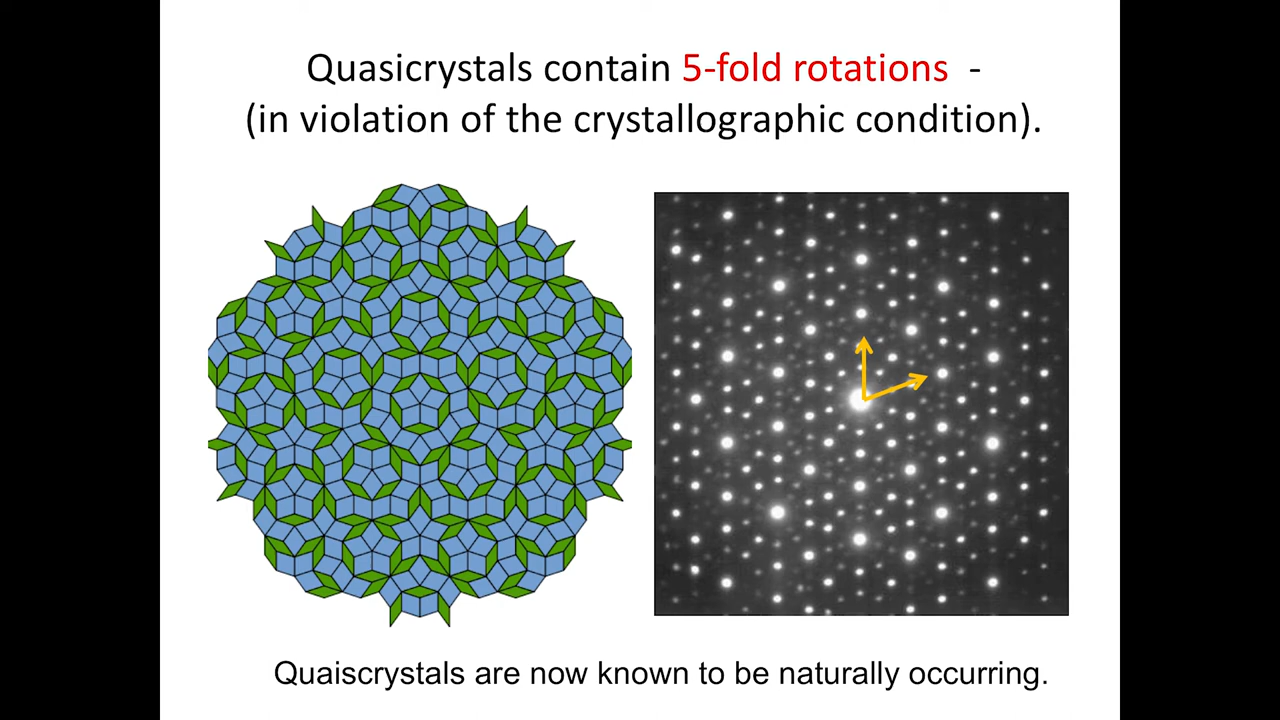 Quasicrystals contain 5-fold rotations -
(in violation of the crystallographic condition).
Quaiscrystals are now known to be naturally occurring.